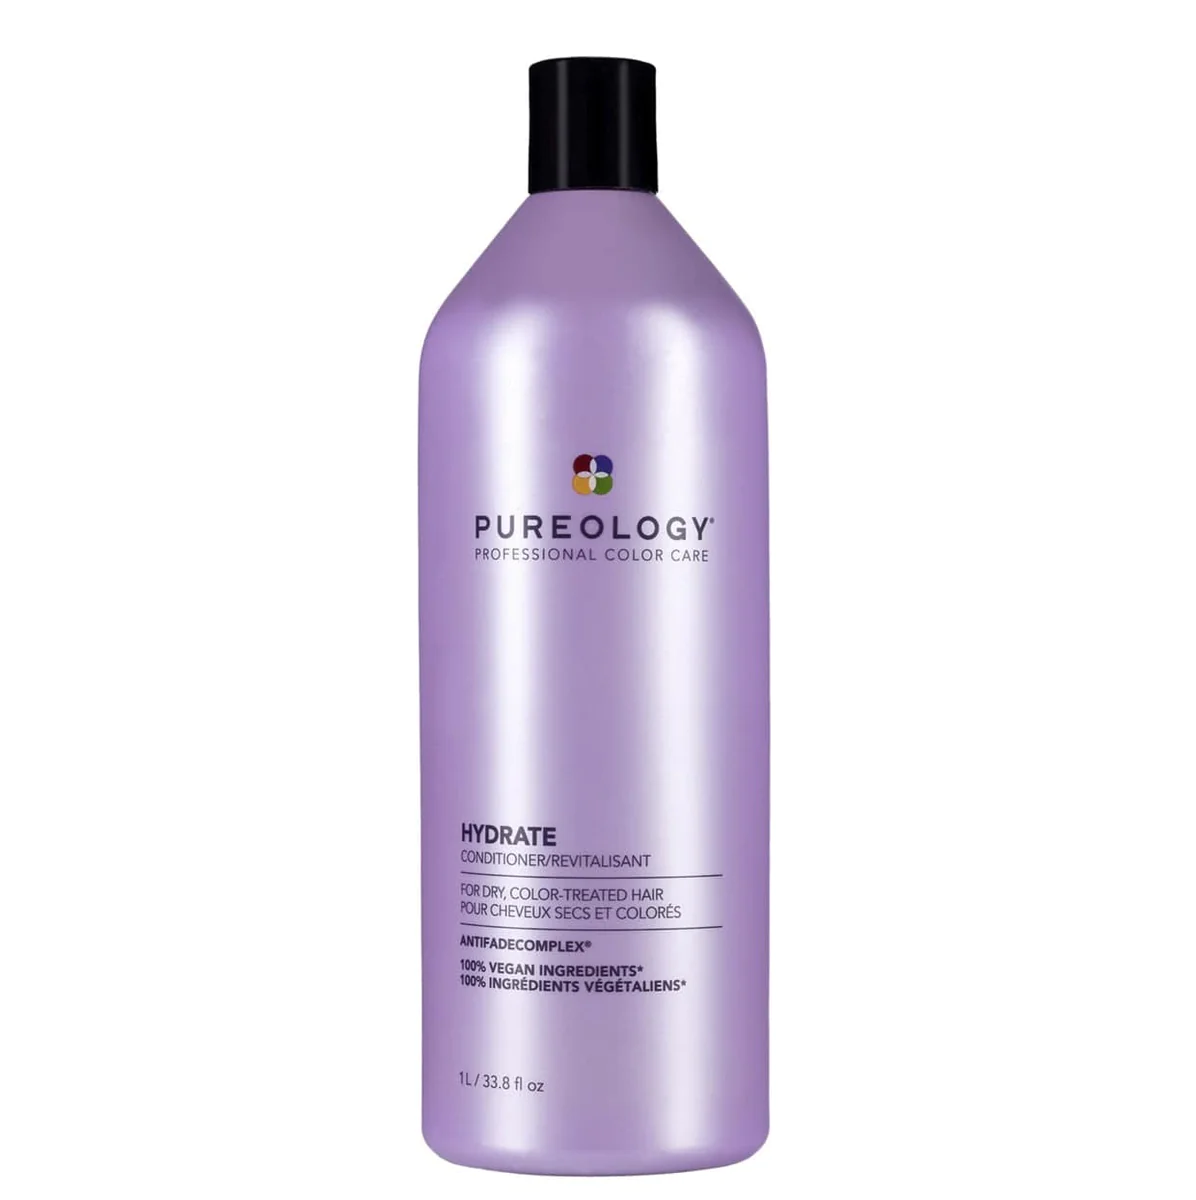 PUREOLOGY®
PROFESSIONAL COLOR CARE
HYDRATE
CONDITIONER/REVITALISANT
FOR DRY, COLOR-TREATED HAIR
POUR CHEVEUX SECS ET COLORÉS
ANTIFADECOMPLEX®
100% VEGAN INGREDIENTS*
100% INGRÉDIENTS VÉGÉTALIENS*
1 L / 33.8 fl oz